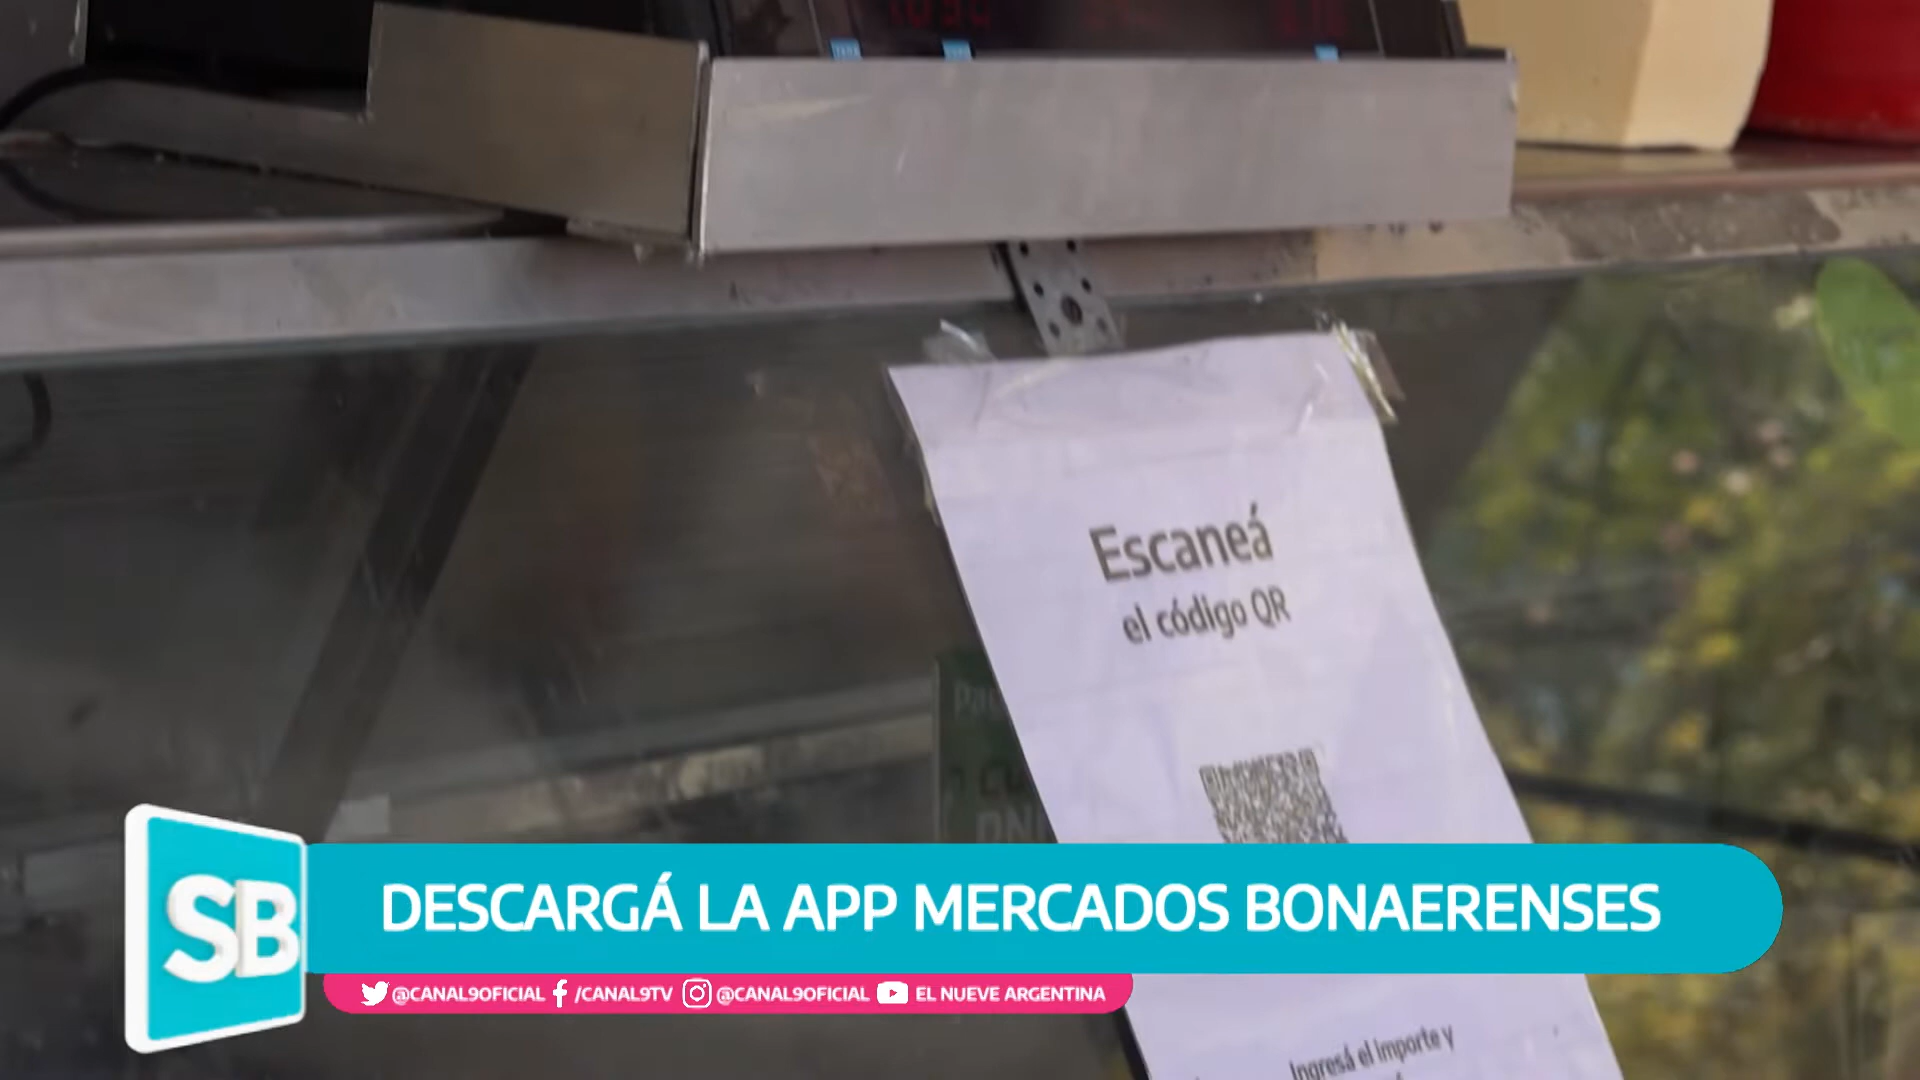 Escaneá
el código QR
DNI
SB
DESCARGÁ LA APP MERCADOS BONAERENSES
@CANAL9OFICIAL /CANAL9TV @CANAL9OFICIAL EL NUEVE ARGENTINA
Ingresá el importe y